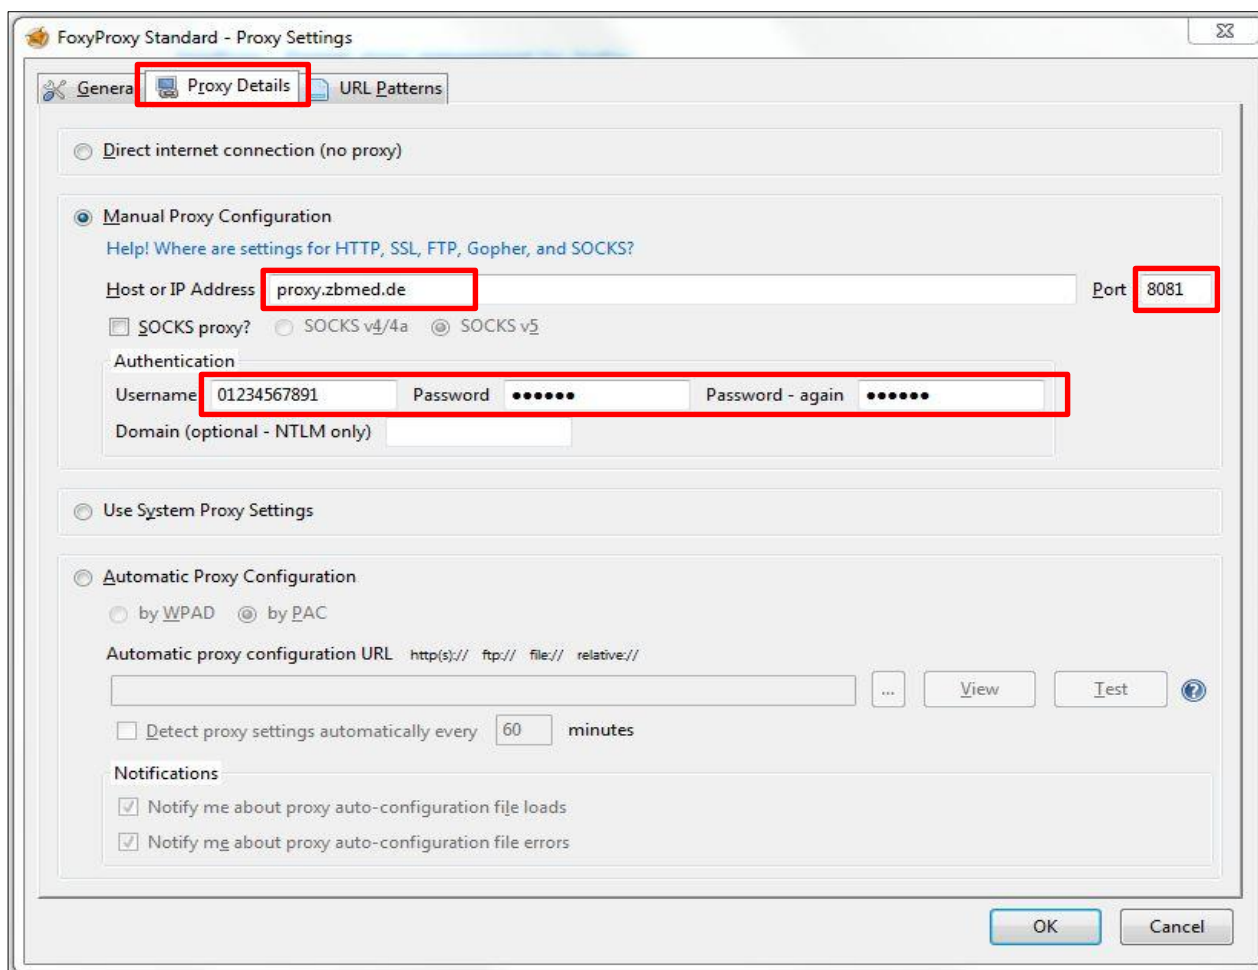 FoxyProxy Standard - Proxy Settings
General Proxy Details URL Patterns
Direct internet connection (no proxy)
Manual Proxy Configuration
Help! Where are settings for HTTP, SSL, FTP, Gopher, and SOCKS?
Host or IP Address proxy.zbmed.de Port 8081
SOCKS proxy? SOCKS v4/4a SOCKS v5
Authentication
Username 01234567891 Password •••••• Password - again ••••••
Domain (optional - NTLM only)
Use System Proxy Settings
Automatic Proxy Configuration
by WPAD by PAC
Automatic proxy configuration URL http(s):// ftp:// file:// relative://
... View Test ?
Detect proxy settings automatically every 60 minutes
Notifications
Notify me about proxy auto-configuration file loads
Notify me about proxy auto-configuration file errors
OK Cancel